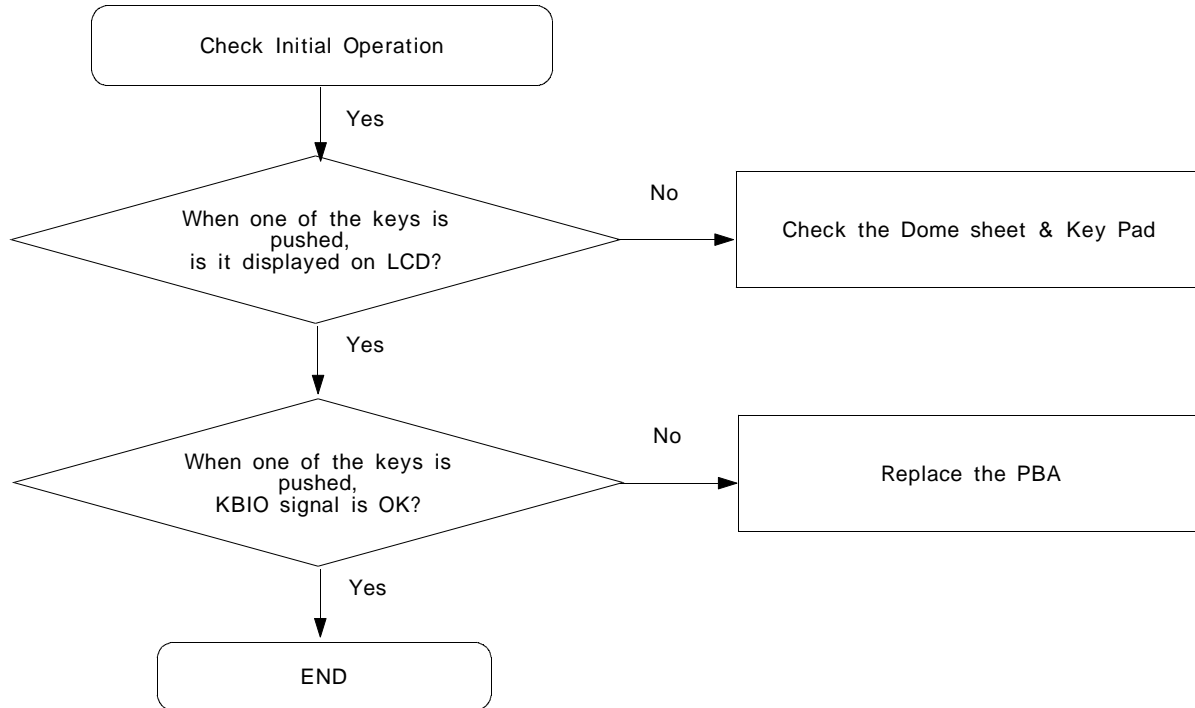 Check Initial Operation
Yes
When one of the keys is
pushed,
is it displayed on LCD?
No
Check the Dome sheet & Key Pad
Yes
When one of the keys is
pushed,
KBIO signal is OK?
No
Replace the PBA
Yes
END